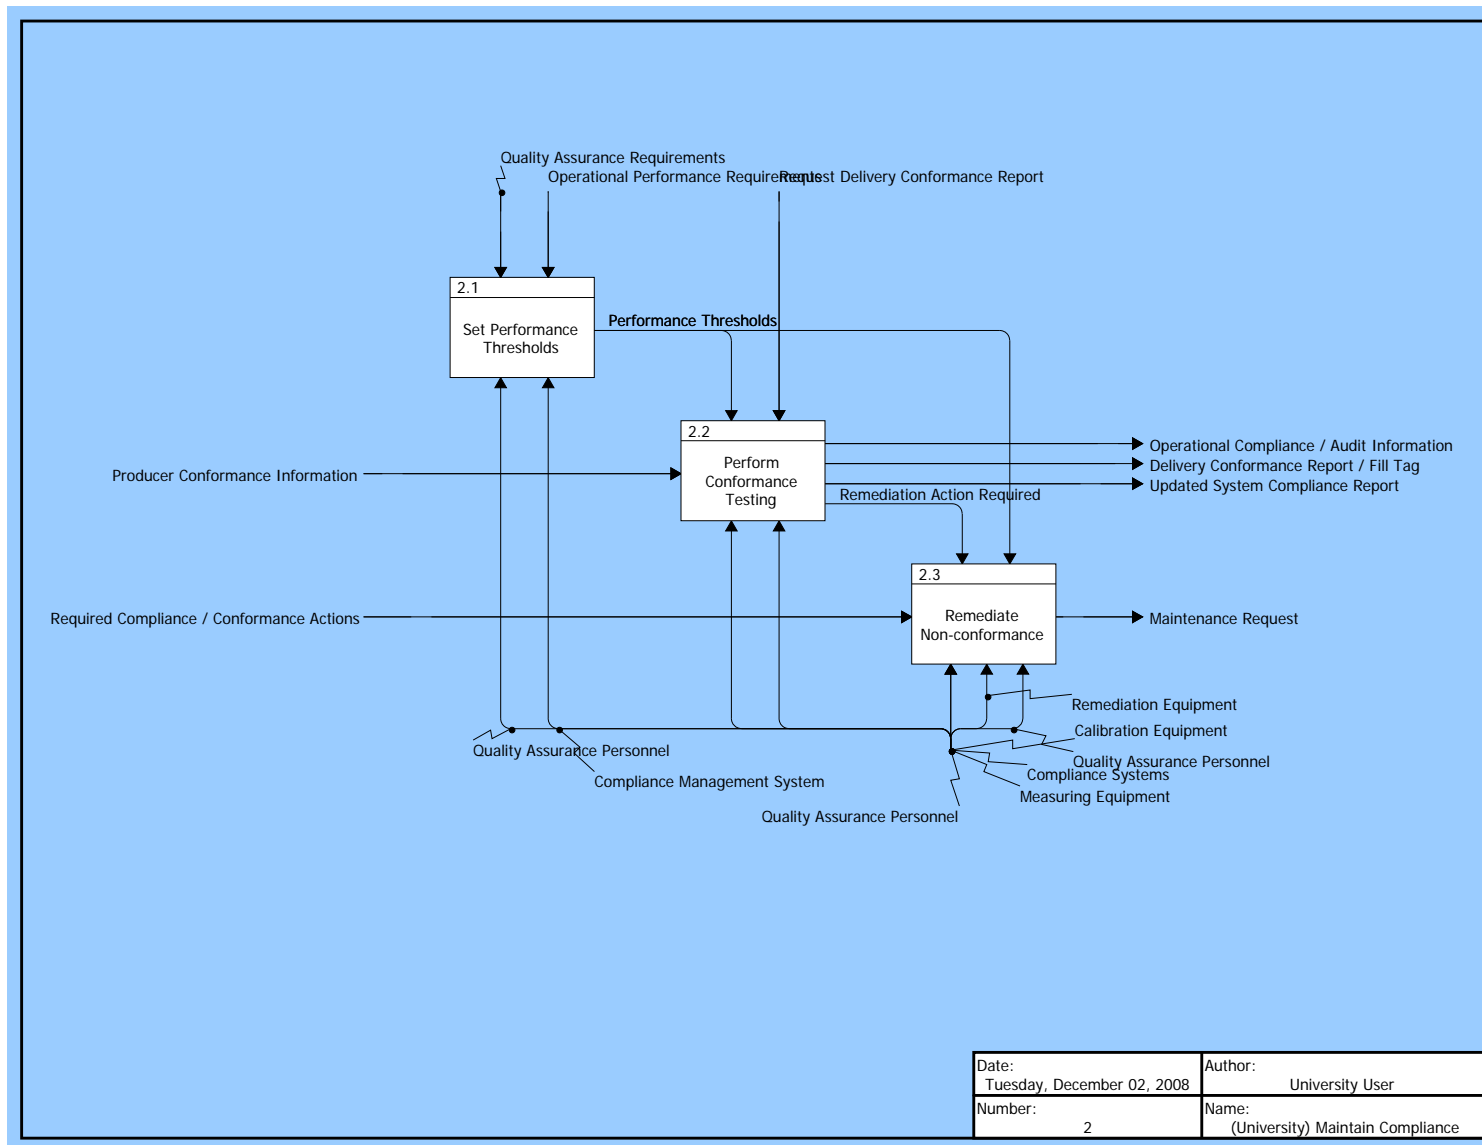 Quality Assurance Requirements
Operational Performance Requirements
Request Delivery Conformance Report
2.1
Set Performance
Thresholds
Performance Thresholds
2.2
Perform
Conformance
Testing
Producer Conformance Information
Operational Compliance / Audit Information
Delivery Conformance Report / Fill Tag
Updated System Compliance Report
Remediation Action Required
2.3
Remediate
Non-conformance
Required Compliance / Conformance Actions
Maintenance Request
Remediation Equipment
Calibration Equipment
Quality Assurance Personnel
Quality Assurance Personnel
Compliance Systems
Compliance Management System
Measuring Equipment
Quality Assurance Personnel
Date:
Tuesday, December 02, 2008
Author:
University User
Number:
2
Name:
(University) Maintain Compliance